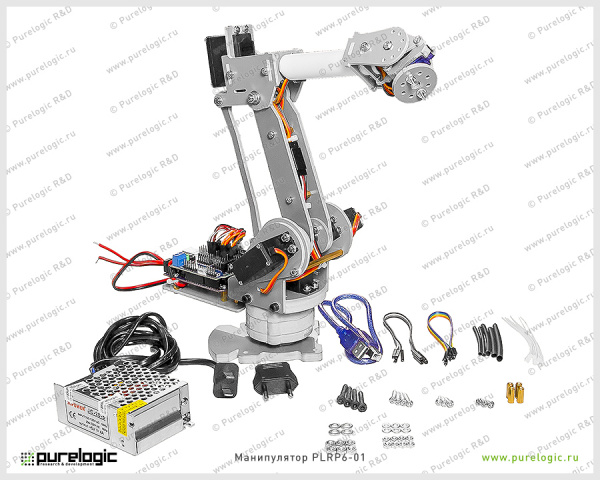 © Purelogic R&D
www.purelogic.ru
purelogic
research & development
Манипулятор PLRP6-01
www.purelogic.ru